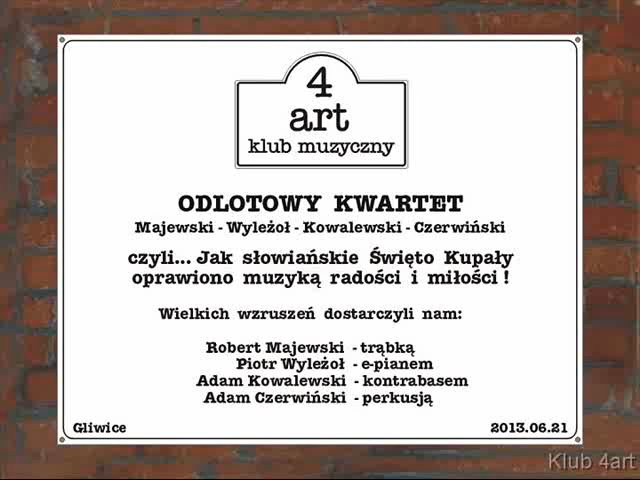 4
art
klub muzyczny
ODLOTOWY KWARTET
Majewski - Wyleżoł - Kowalewski - Czerwiński
czyli... Jak słowiańskie Święto Kupały
oprawiono muzyką radości i miłości !
Wielkich wzruszeń dostarczyli nam:
Robert Majewski - trąbką
Piotr Wyleżoł - e-pianem
Adam Kowalewski - kontrabasem
Adam Czerwiński - perkusją
Gliwice 2013.06.21
Klub 4art